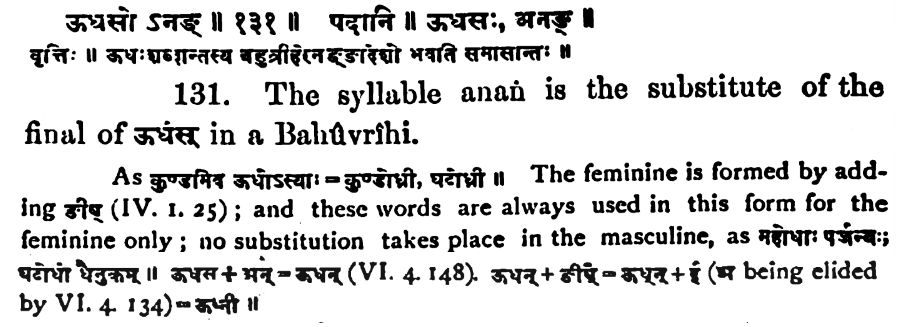 ऊधसो ऽनङ् ॥ १३१ ॥ पदानि ॥ ऊधसः, अनङ् ॥
वृत्तिः ॥ ऊधःशब्दान्तस्य बहुव्रीहेरनङ्ङादेशो भवति समासान्तः ॥
131. The syllable anaṅ is the substitute of the
final of ऊधस् in a Bahûvrîhi.
As कुण्डमिव ऊधोऽस्याः = कुण्डोध्नी, घटोध्नी ॥ The feminine is formed by add-
ing ङीष् (IV. 1. 25) ; and these words are always used in this form for the
feminine only ; no substitution takes place in the masculine, as महोधाः पर्जन्यः;
घटोधो धैनुकम् ॥ ऊधस + अन् = ऊधन् (VI. 4. 148). ऊधन् + ङीष् = ऊधन् + ई (अ being elided
by VI. 4. 134) = ऊध्नी ॥